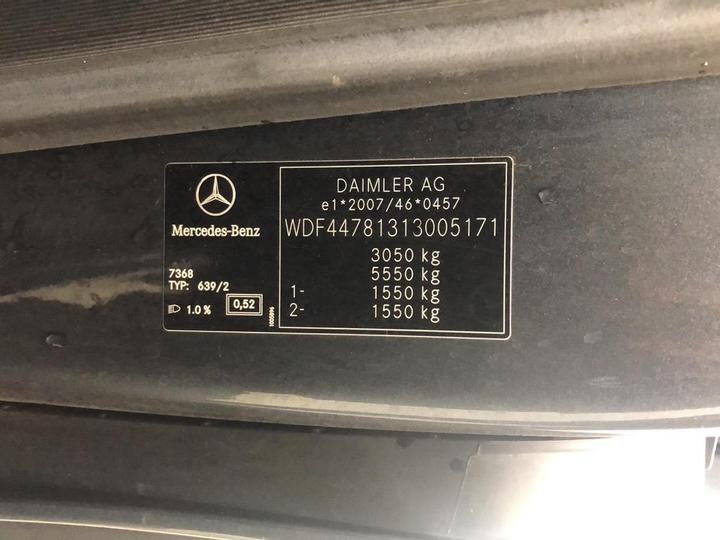 Mercedes-Benz
7368
TYP: 639/2
1.0 %
0,52
1005896
DAIMLER AG
e1*2007/46*0457
WDF44781313005171
3050 kg
5550 kg
1- 1550 kg
2- 1550 kg